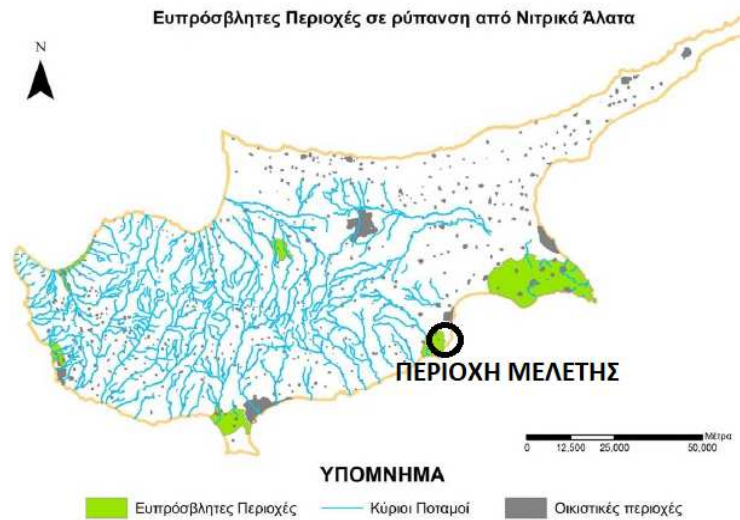 Ευπρόσβλητες Περιοχές σε ρύπανση από Νιτρικά Άλατα
N
ΠΕΡΙΟΧΗ ΜΕΛΕΤΗΣ
Μέτρα
0 12,500 25,000 50,000
ΥΠΟΜΝΗΜΑ
Ευπρόσβλητες Περιοχές Κύριοι Ποταμοί Οικιστικές περιοχές